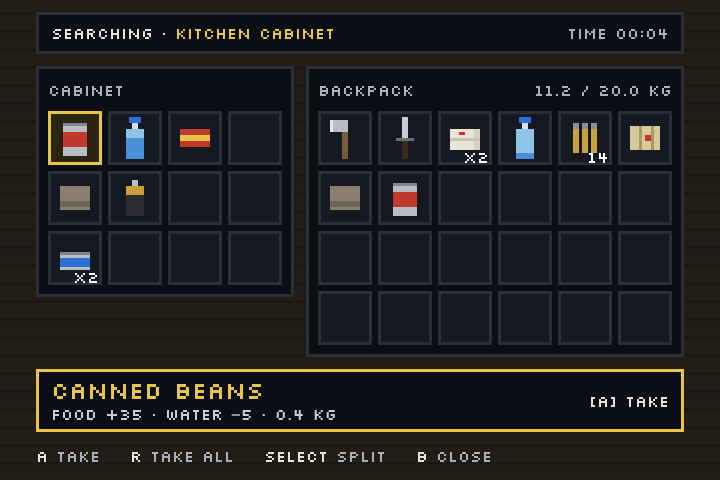 SEARCHING · KITCHEN CABINET
TIME 00:04
CABINET
BACKPACK
11.2 / 20.0 KG
X2
14
X2
CANNED BEANS
FOOD +35 · WATER -5 · 0.4 KG
[A] TAKE
A TAKE R TAKE ALL SELECT SPLIT B CLOSE